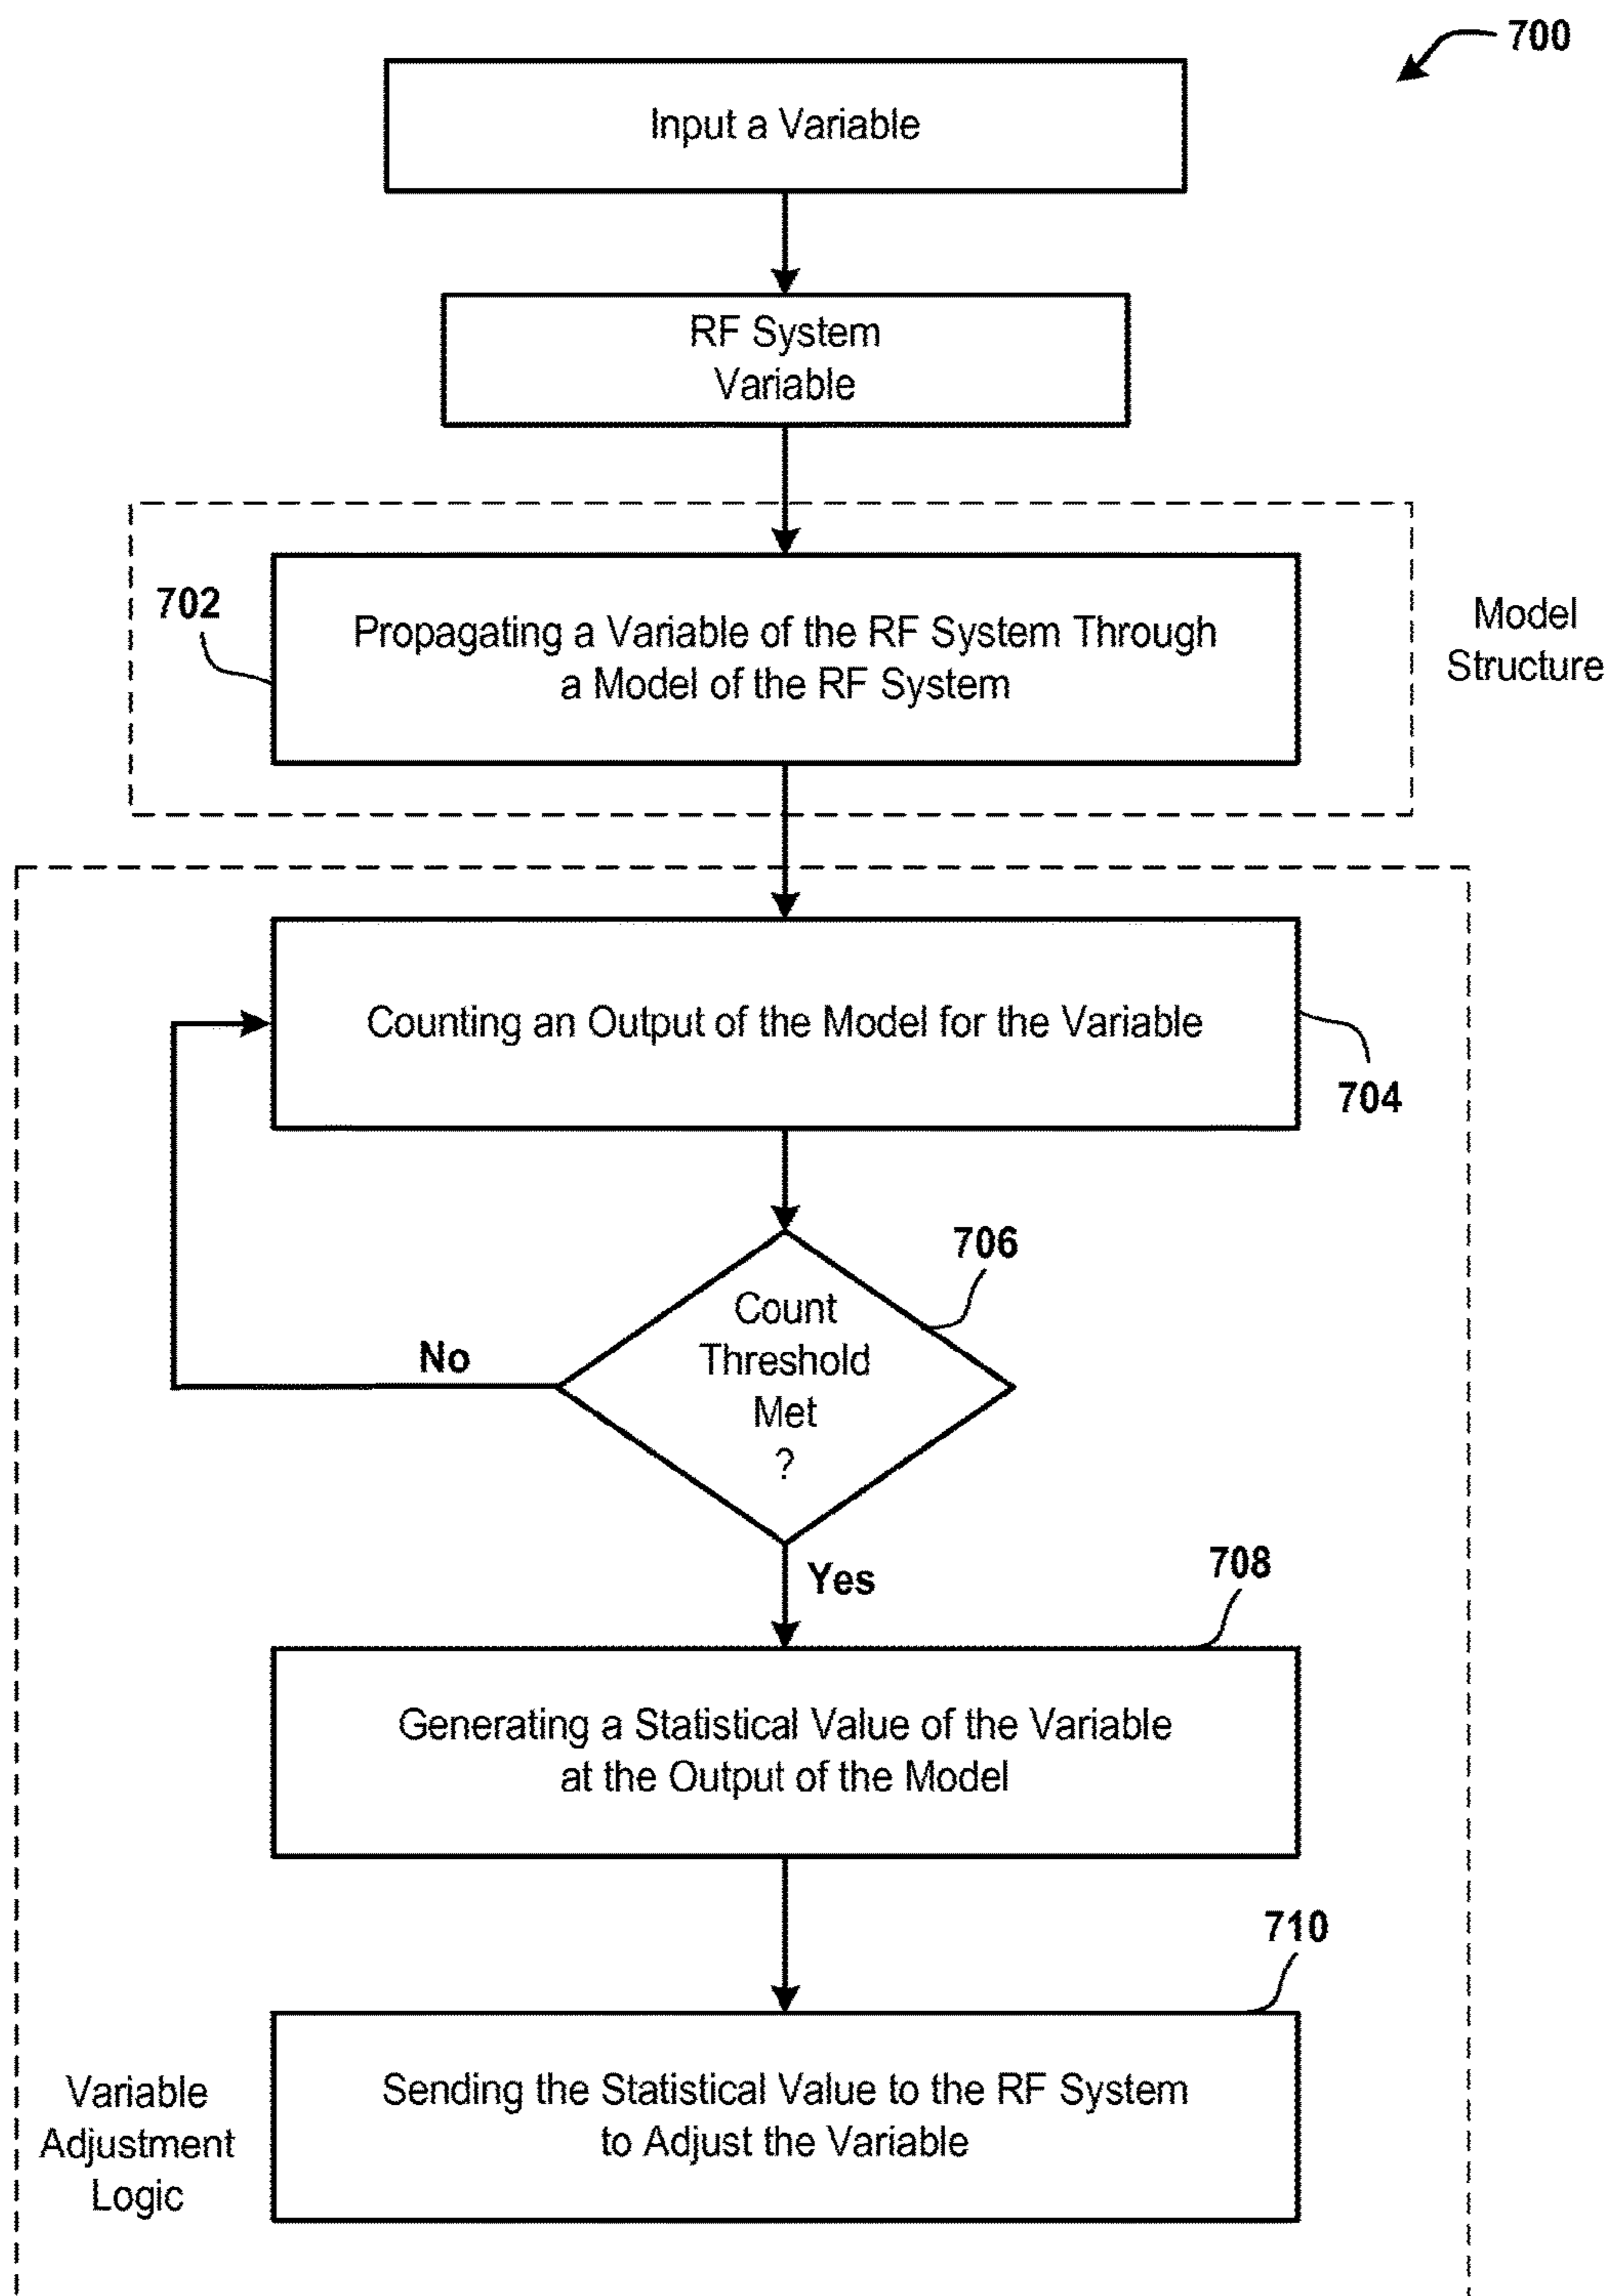 700
Input a Variable
RF System
Variable
702
Propagating a Variable of the RF System Through
a Model of the RF System
Model
Structure
Counting an Output of the Model for the Variable
704
706
Count
Threshold
Met
?
No
Yes
708
Generating a Statistical Value of the Variable
at the Output of the Model
710
Sending the Statistical Value to the RF System
to Adjust the Variable
Variable
Adjustment
Logic